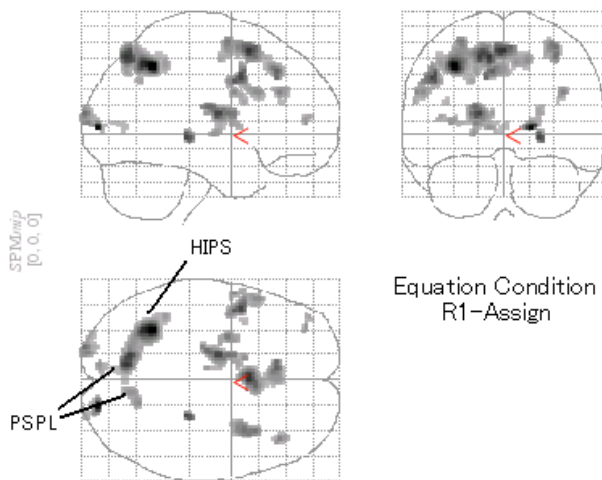 SPMmip
[0, 0, 0]
HIPS
Equation Condition
R1-Assign
PSPL